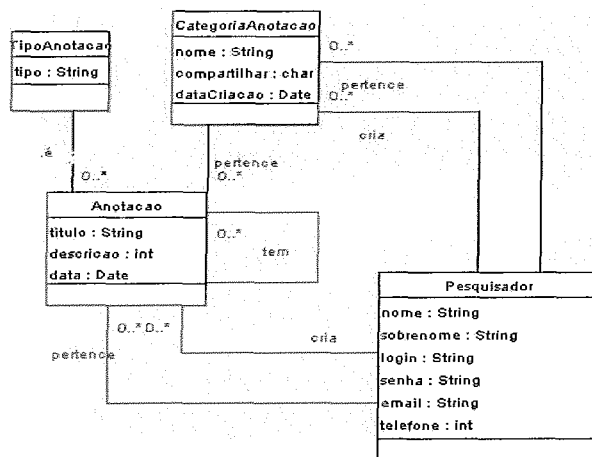 TipoAnotacao
tipo : String
CategoriaAnotacao
nome : String
compartilhar : char
dataCriacao : Date
0..*
pertence
0..*
cria
é
0..*
pertence
0..*
Anotacao
titulo : String
descricao : int
data : Date
0..*
tem
Pesquisador
nome : String
sobrenome : String
login : String
senha : String
email : String
telefone : int
0..* 0..*
cria
pertence